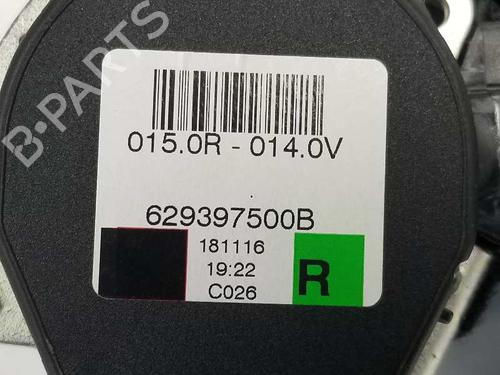 B-PARTS
015.0R - 014.0V
629397500B
181116
19:22
C026
R